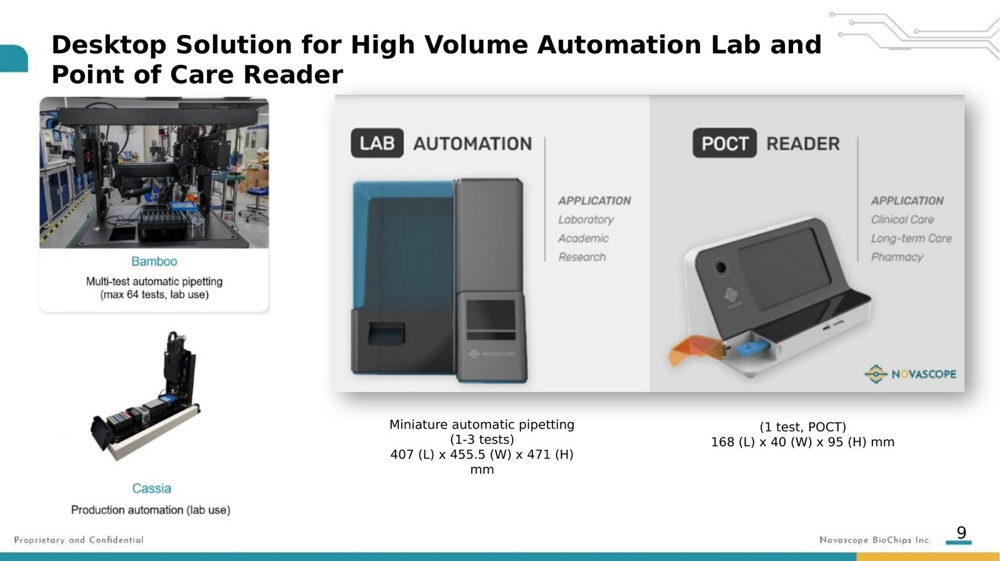 Desktop Solution for High Volume Automation Lab and
Point of Care Reader
Bamboo
Multi-test automatic pipetting
(max 64 tests, lab use)
Cassia
Production automation (lab use)
LAB AUTOMATION
APPLICATION
Laboratory
Academic
Research
NOVASCOPE
Miniature automatic pipetting
(1-3 tests)
407 (L) x 455.5 (W) x 471 (H)
mm
POCT READER
APPLICATION
Clinical Care
Long-term Care
Pharmacy
NOVASCOPE
(1 test, POCT)
168 (L) x 40 (W) x 95 (H) mm
Proprietary and Confidential
Novascope BioChips Inc.
9